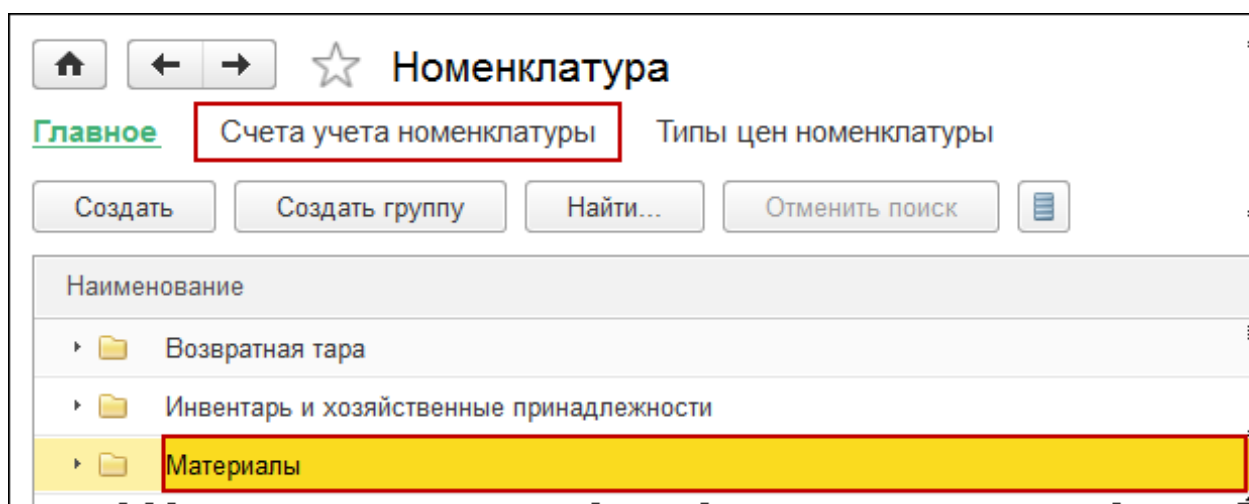 Номенклатура
Главное Счета учета номенклатуры Типы цен номенклатуры
Создать Создать группу Найти... Отменить поиск
Наименование
Возвратная тара
Инвентарь и хозяйственные принадлежности
Материалы